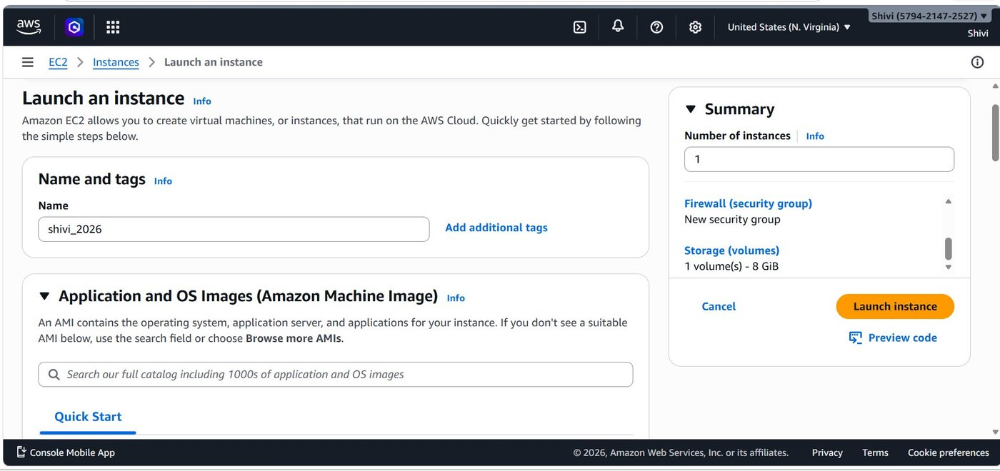 aws
United States (N. Virginia) ▼
Shivi (5794-2147-2527) ▼
Shivi
EC2 > Instances > Launch an instance
Launch an instance Info
Amazon EC2 allows you to create virtual machines, or instances, that run on the AWS Cloud. Quickly get started by following
the simple steps below.
Name and tags Info
Name
shivi_2026
Add additional tags
Application and OS Images (Amazon Machine Image) Info
An AMI contains the operating system, application server, and applications for your instance. If you don't see a suitable
AMI below, use the search field or choose Browse more AMIs.
Search our full catalog including 1000s of application and OS images
Quick Start
Summary
Number of instances Info
1
Firewall (security group)
New security group
Storage (volumes)
1 volume(s) - 8 GiB
Cancel
Launch instance
Preview code
Console Mobile App
© 2026, Amazon Web Services, Inc. or its affiliates. Privacy Terms Cookie preferences